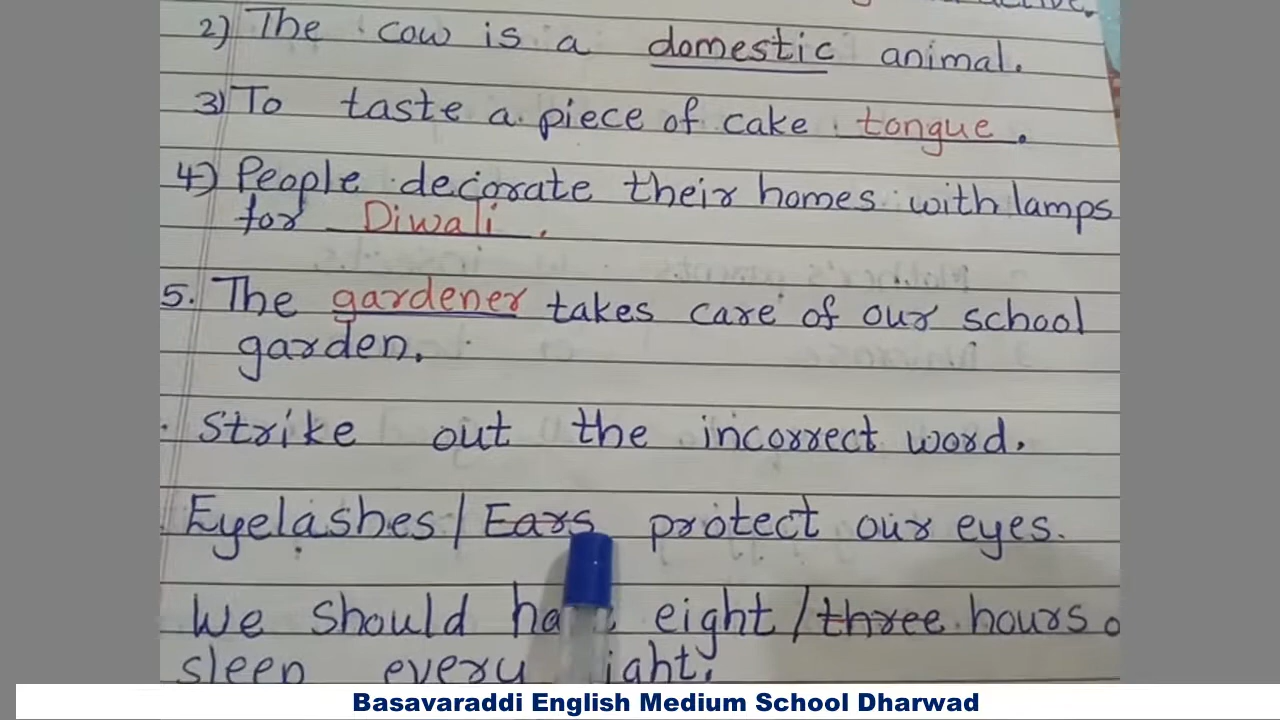 2) The cow is a domestic animal.
3) To taste a piece of cake tongue.
4) People decorate their homes with lamps
for Diwali.
5. The gardener takes care of our school
garden.
Strike out the incorrect word.
Eyelashes / Ears protect our eyes.
We should eight / three hours
sleep every
Basavaraddi English Medium School Dharwad